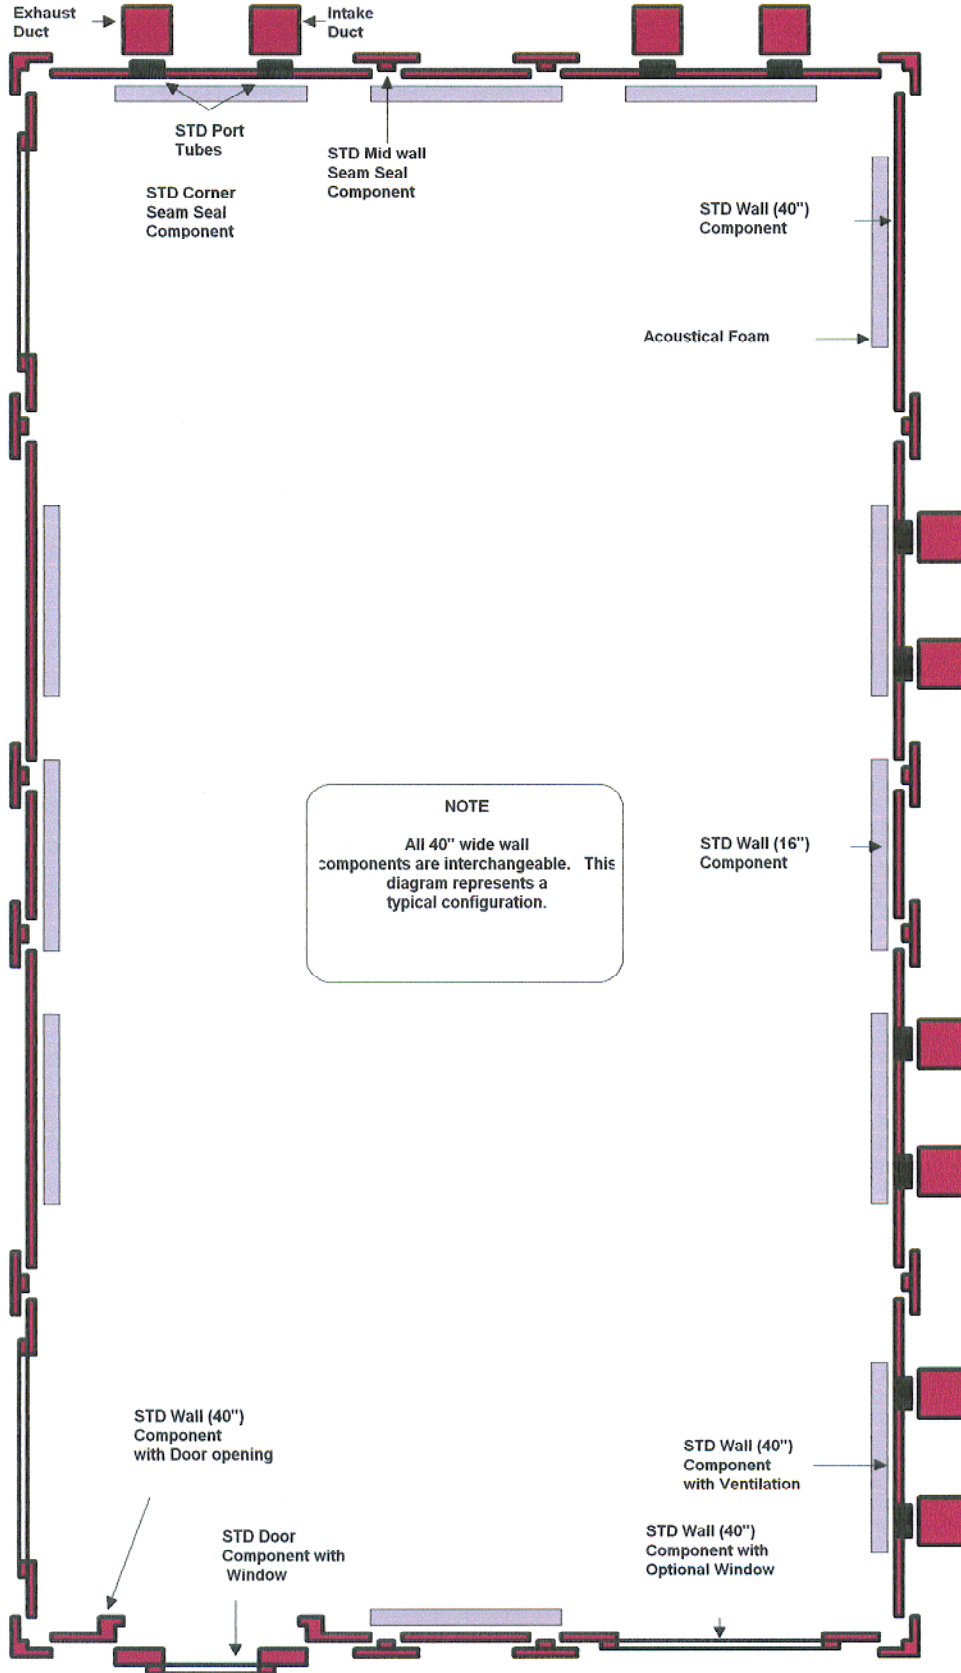 Exhaust
Duct
Intake
Duct
STD Port
Tubes
STD Mid wall
Seam Seal
Component
STD Corner
Seam Seal
Component
STD Wall (40")
Component
Acoustical Foam
NOTE
All 40" wide wall
components are interchangeable. This
diagram represents a
typical configuration.
STD Wall (16")
Component
STD Wall (40")
Component
with Door opening
STD Wall (40")
Component
with Ventilation
STD Door
Component with
Window
STD Wall (40")
Component with
Optional Window